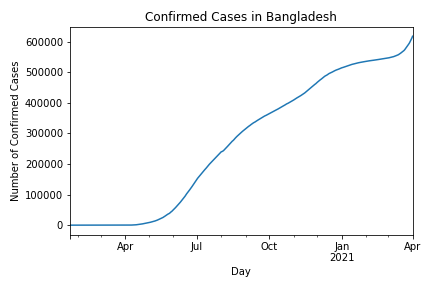 Confirmed Cases in Bangladesh
600000
500000
400000
300000
200000
100000
0
Number of Confirmed Cases
Apr
Jul
Oct
Jan
2021
Apr
Day